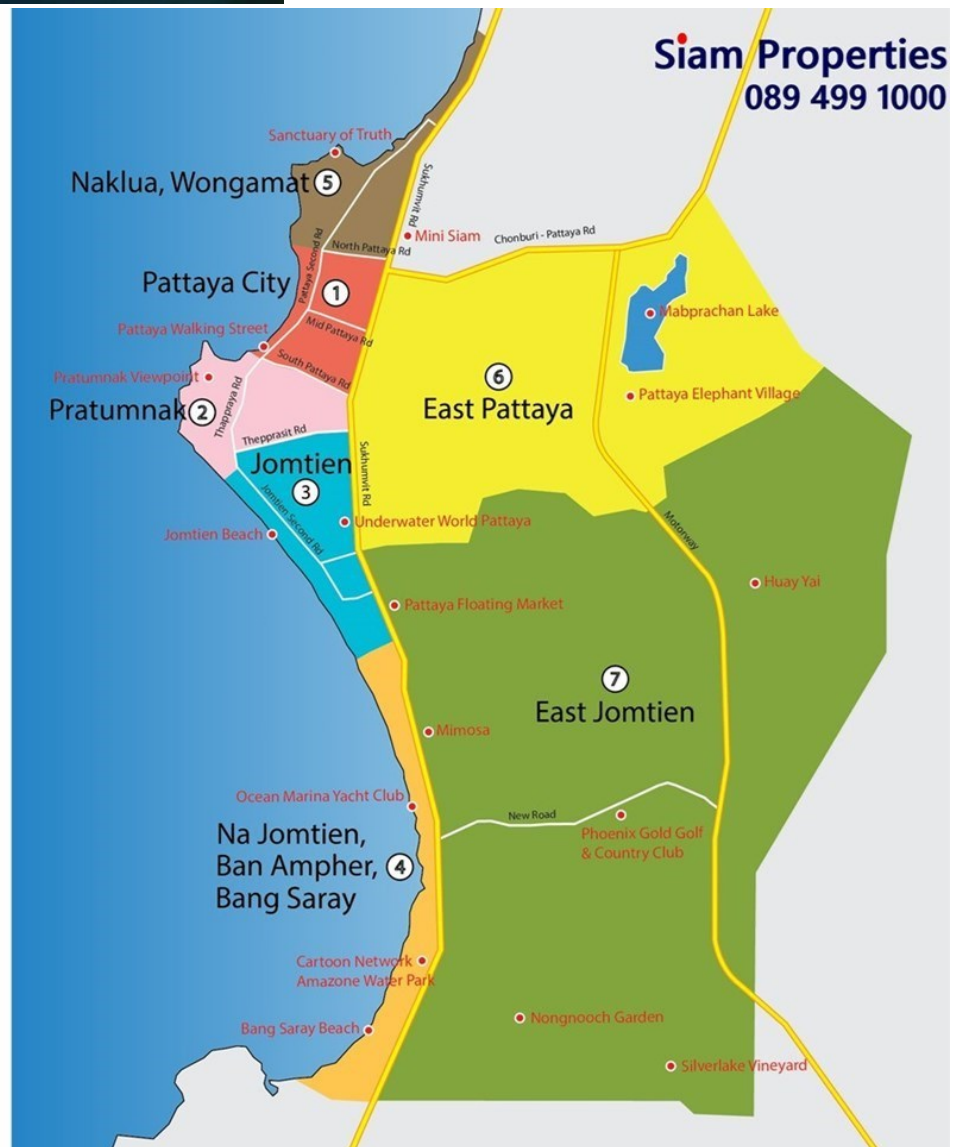 Siam Properties
089 499 1000
Sanctuary of Truth
Naklua, Wongamat 5
Sukhumvit Rd
Mini Siam
Chonburi - Pattaya Rd
North Pattaya Rd
Pattaya Second Rd
Pattaya City
1
Mabprachan Lake
Mid Pattaya Rd
Pattaya Walking Street
South Pattaya Rd
Pratumnak Viewpoint
6
East Pattaya
Pattaya Elephant Village
Pratumnak 2
Thappraya Rd
Thepprasit Rd
Jomtien
3
Sukhumvit Rd
Jomtien Second Rd
Underwater World Pattaya
Jomtien Beach
Motorway
Huay Yai
Pattaya Floating Market
7
East Jomtien
Mimosa
Ocean Marina Yacht Club
New Road
Phoenix Gold Golf
& Country Club
Na Jomtien,
Ban Ampher, 4
Bang Saray
Cartoon Network
Amazone Water Park
Bang Saray Beach
Nongnooch Garden
Silverlake Vineyard